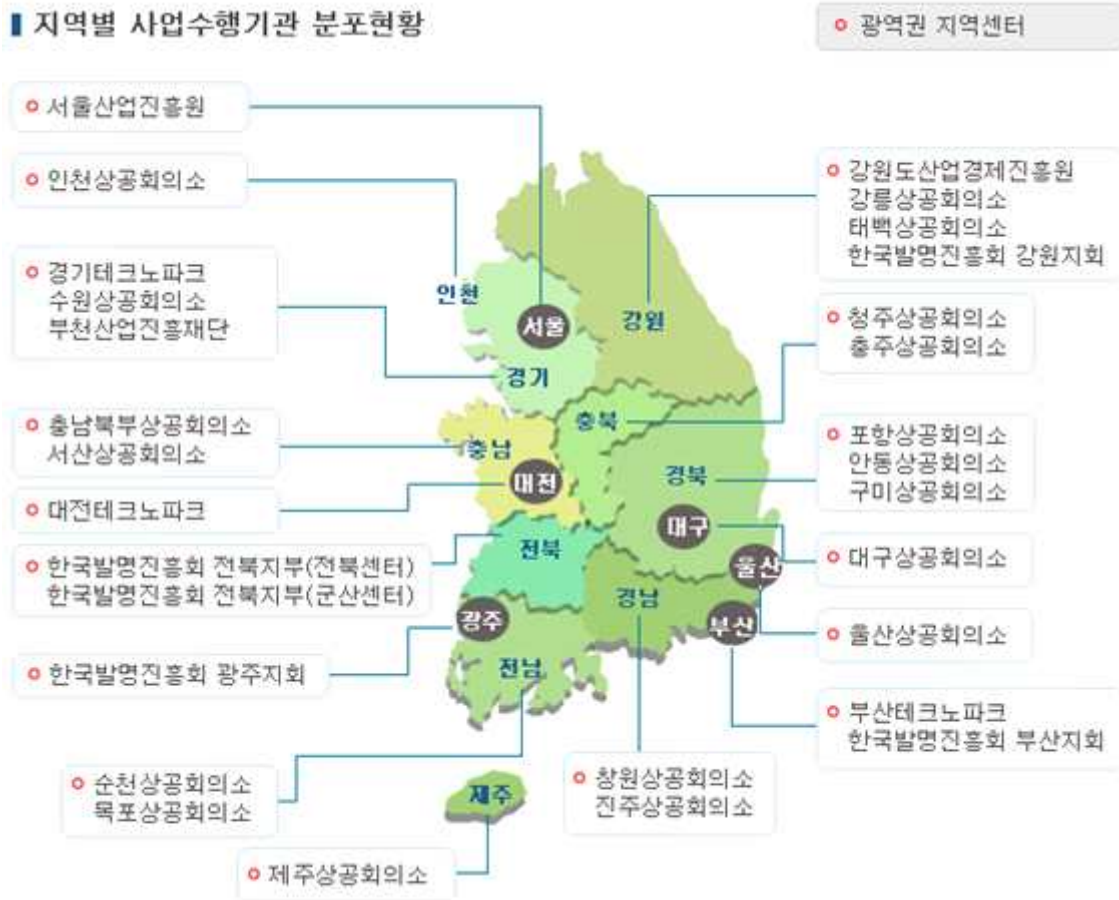 지역별 사업수행기관 분포현황
광역권 지역센터
서울산업진흥원
인천상공회의소
경기테크노파크
수원상공회의소
부천산업진흥재단
충남북부상공회의소
서산상공회의소
대전테크노파크
한국발명진흥회 전북지부(전북센터)
한국발명진흥회 전북지부(군산센터)
한국발명진흥회 광주지회
순천상공회의소
목포상공회의소
제주상공회의소
인천
서울
경기
강원
충북
충남
대전
경북
대구
전북
울산
경남
부산
광주
전남
제주
강원도산업경제진흥원
강릉상공회의소
태백상공회의소
한국발명진흥회 강원지회
청주상공회의소
충주상공회의소
포항상공회의소
안동상공회의소
구미상공회의소
대구상공회의소
울산상공회의소
부산테크노파크
한국발명진흥회 부산지회
창원상공회의소
진주상공회의소